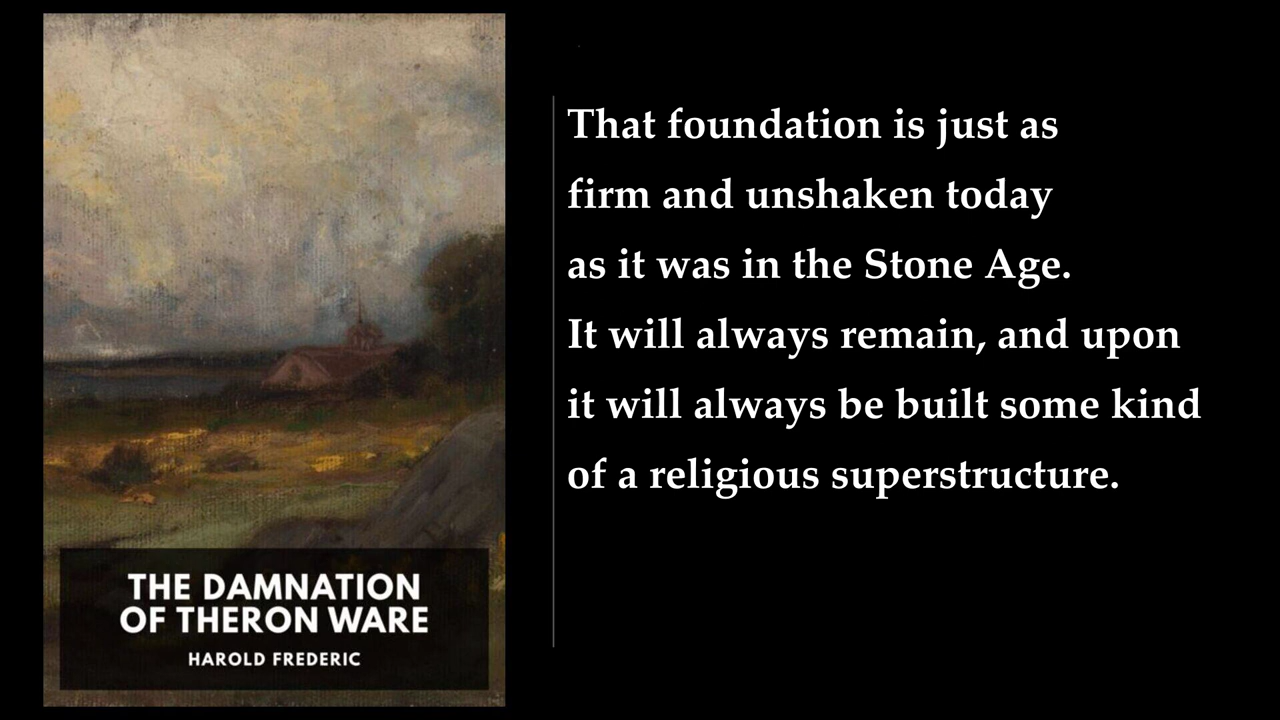 THE DAMNATION
OF THERON WARE
HAROLD FREDERIC
That foundation is just as
firm and unshaken today
as it was in the Stone Age.
It will always remain, and upon
it will always be built some kind
of a religious superstructure.